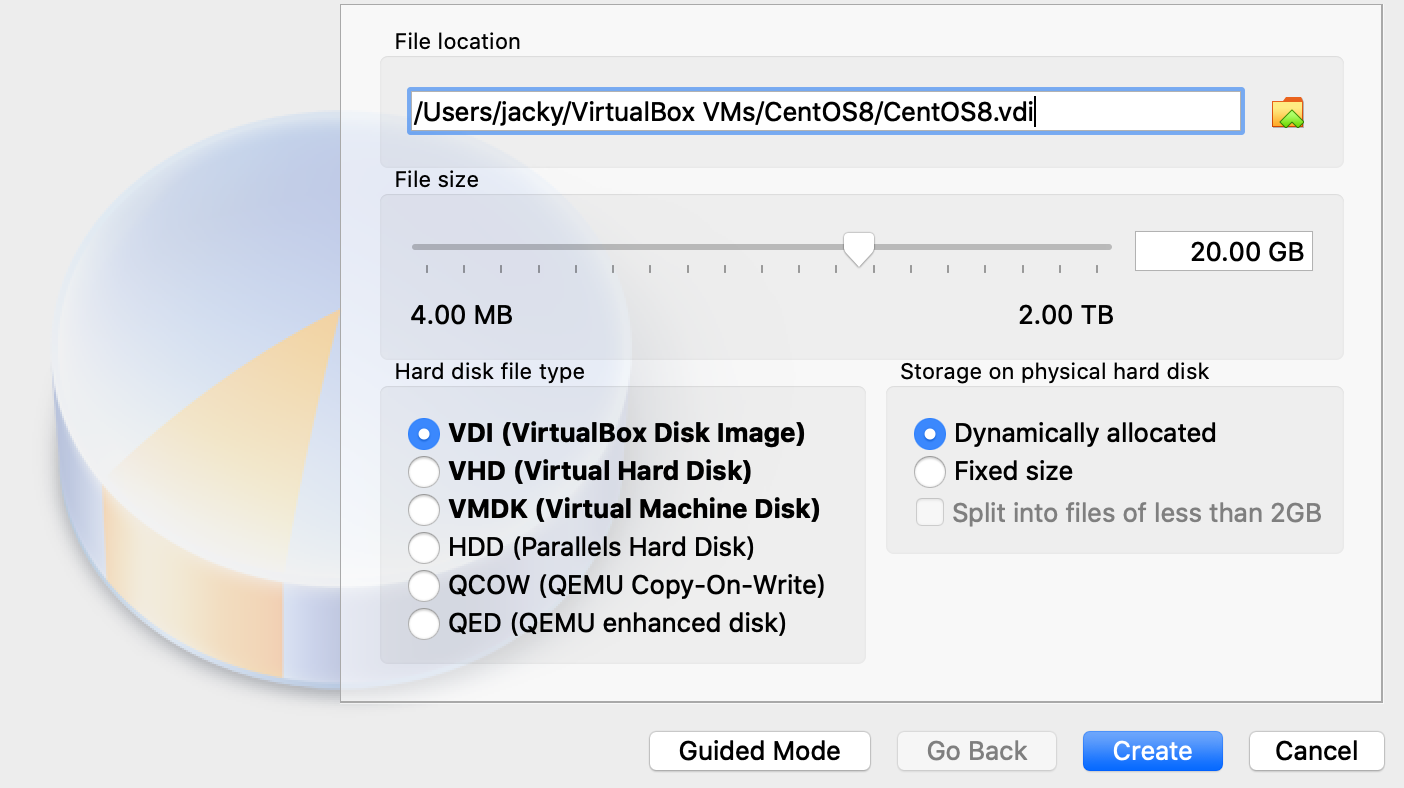 File location
/Users/jacky/VirtualBox VMs/CentOS8/CentOS8.vdi
File size
20.00 GB
4.00 MB
2.00 TB
Hard disk file type
VDI (VirtualBox Disk Image)
VHD (Virtual Hard Disk)
VMDK (Virtual Machine Disk)
HDD (Parallels Hard Disk)
QCOW (QEMU Copy-On-Write)
QED (QEMU enhanced disk)
Storage on physical hard disk
Dynamically allocated
Fixed size
Split into files of less than 2GB
Guided Mode
Go Back
Create
Cancel